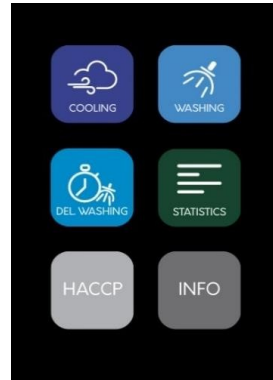 COOLING
WASHING
DEL. WASHING
STATISTICS
HACCP
INFO